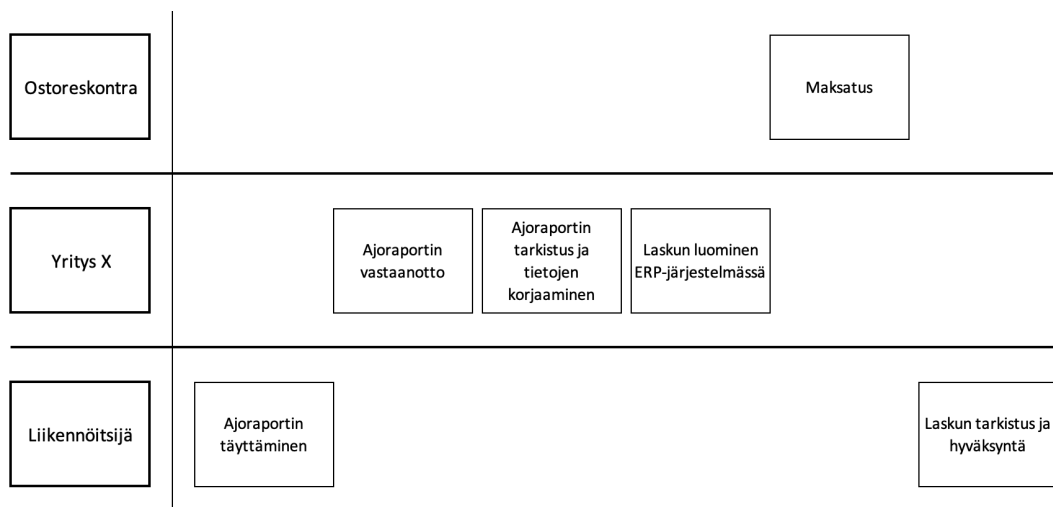 Ostoreskontra
Maksatus
Yritys X
Ajoraportin
vastaanotto
Ajoraportin
tarkistus ja
tietojen
korjaaminen
Laskun luominen
ERP-järjestelmässä
Liikennöitsijä
Ajoraportin
täyttäminen
Laskun tarkistus ja
hyväksyntä